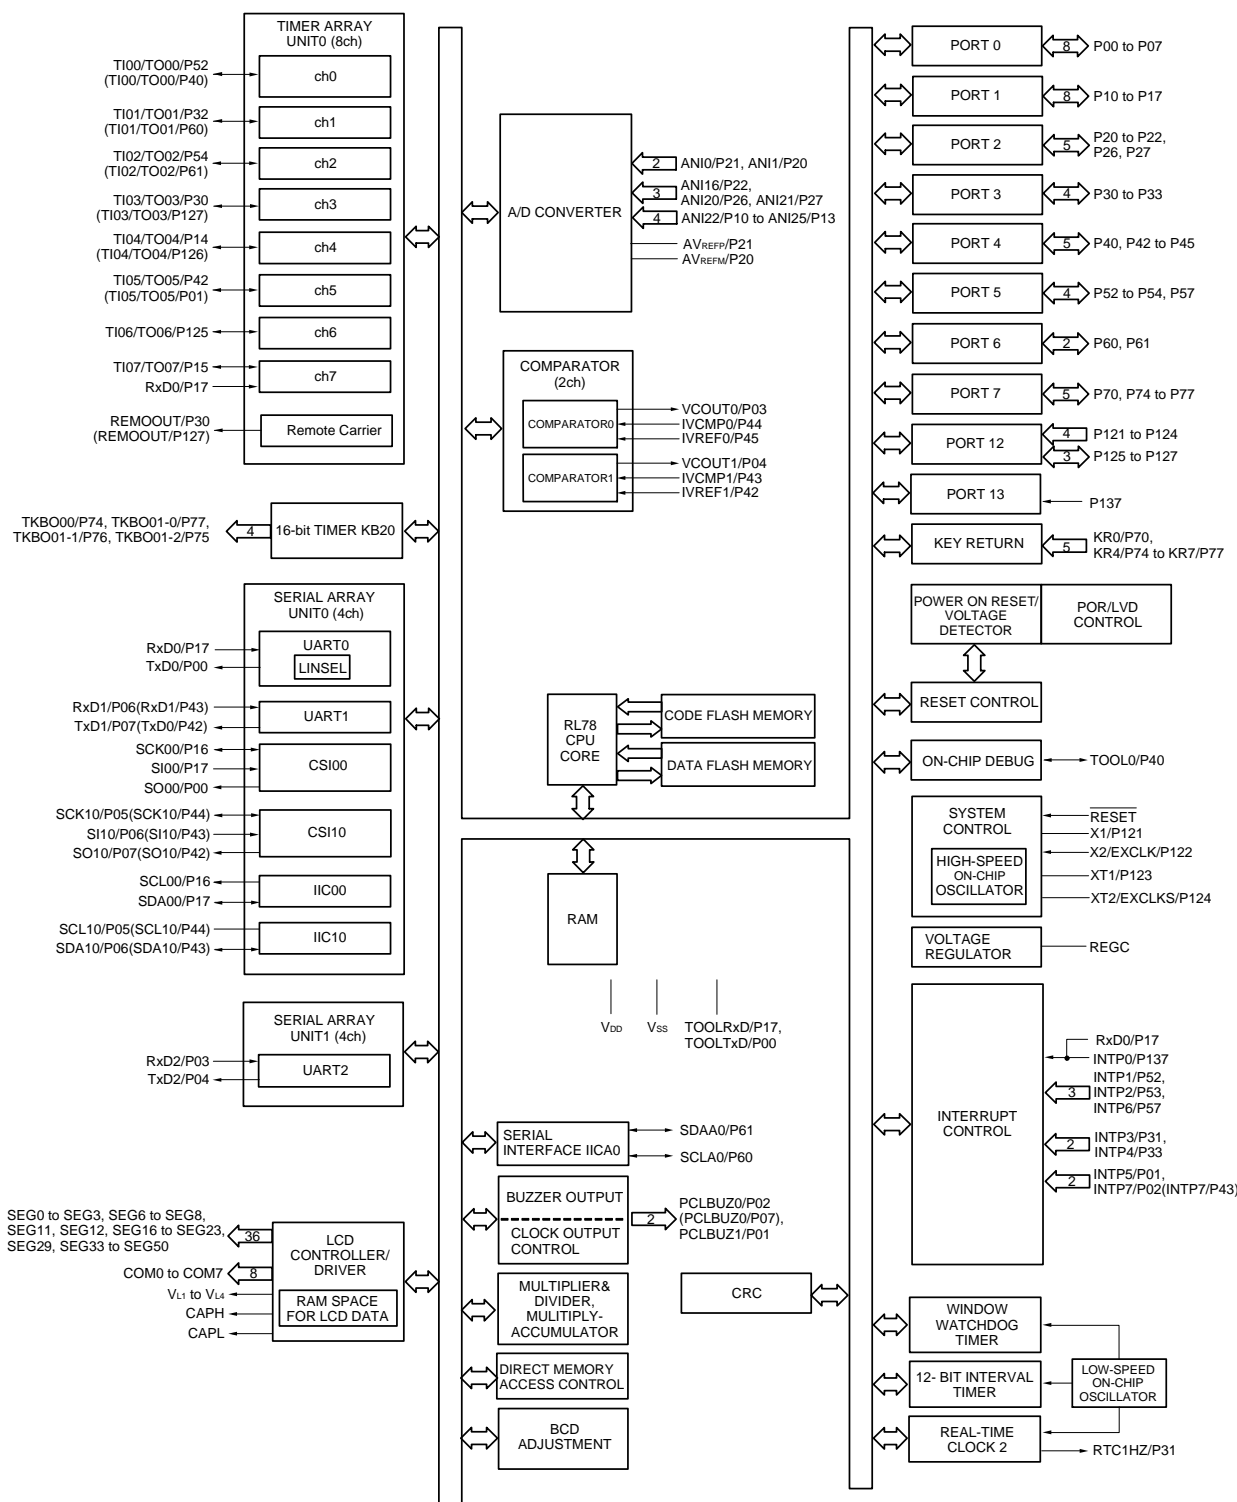 TIMER ARRAY
UNIT0 (8ch)
TI00/TO00/P52
(TI00/TO00/P40)
ch0
TI01/TO01/P32
(TI01/TO01/P60)
ch1
TI02/TO02/P54
(TI02/TO02/P61)
ch2
TI03/TO03/P30
(TI03/TO03/P127)
ch3
TI04/TO04/P14
(TI04/TO04/P126)
ch4
TI05/TO05/P42
(TI05/TO05/P01)
ch5
TI06/TO06/P125
ch6
TI07/TO07/P15
RxD0/P17
ch7
REMOOUT/P30
(REMOOUT/P127)
Remote Carrier
TKBO00/P74, TKBO01-0/P77,
TKBO01-1/P76, TKBO01-2/P75
4
16-bit TIMER KB20
SERIAL ARRAY
UNIT0 (4ch)
RxD0/P17
TxD0/P00
UART0
LINSEL
RxD1/P06(RxD1/P43)
TxD1/P07(TxD0/P42)
UART1
SCK00/P16
SI00/P17
SO00/P00
CSI00
SCK10/P05(SCK10/P44)
SI10/P06(SI10/P43)
SO10/P07(SO10/P42)
CSI10
SCL00/P16
SDA00/P17
IIC00
SCL10/P05(SCL10/P44)
SDA10/P06(SDA10/P43)
IIC10
SERIAL ARRAY
UNIT1 (4ch)
RxD2/P03
TxD2/P04
UART2
SEG0 to SEG3, SEG6 to SEG8,
SEG11, SEG12, SEG16 to SEG23,
SEG29, SEG33 to SEG50
36
COM0 to COM7
8
VL1 to VL4
CAPH
CAPL
LCD
CONTROLLER/
DRIVER
RAM SPACE
FOR LCD DATA
A/D CONVERTER
2
ANI0/P21, ANI1/P20
3
ANI16/P22,
ANI20/P26, ANI21/P27
4
ANI22/P10 to ANI25/P13
AVREFP/P21
AVREFM/P20
COMPARATOR
(2ch)
COMPARATOR0
VCOUT0/P03
IVCMP0/P44
IVREF0/P45
COMPARATOR1
VCOUT1/P04
IVCMP1/P43
IVREF1/P42
RL78
CPU
CORE
CODE FLASH MEMORY
DATA FLASH MEMORY
RAM
VDD
VSS
TOOLRxD/P17,
TOOLTxD/P00
SERIAL
INTERFACE IICA0
SDAA0/P61
SCLA0/P60
BUZZER OUTPUT
CLOCK OUTPUT
CONTROL
2
PCLBUZ0/P02
(PCLBUZ0/P07),
PCLBUZ1/P01
MULTIPLIER&
DIVIDER,
MULITIPLY-
ACCUMULATOR
CRC
DIRECT MEMORY
ACCESS CONTROL
BCD
ADJUSTMENT
PORT 0
8
P00 to P07
PORT 1
8
P10 to P17
PORT 2
5
P20 to P22,
P26, P27
PORT 3
4
P30 to P33
PORT 4
5
P40, P42 to P45
PORT 5
4
P52 to P54, P57
PORT 6
2
P60, P61
PORT 7
5
P70, P74 to P77
PORT 12
4
P121 to P124
3
P125 to P127
PORT 13
P137
KEY RETURN
5
KR0/P70,
KR4/P74 to KR7/P77
POWER ON RESET/
VOLTAGE
DETECTOR
POR/LVD
CONTROL
RESET CONTROL
ON-CHIP DEBUG
TOOL0/P40
SYSTEM
CONTROL
HIGH-SPEED
ON-CHIP
OSCILLATOR
RESET
X1/P121
X2/EXCLK/P122
XT1/P123
XT2/EXCLKS/P124
VOLTAGE
REGULATOR
REGC
INTERRUPT
CONTROL
RxD0/P17
INTP0/P137
3
INTP1/P52,
INTP2/P53,
INTP6/P57
2
INTP3/P31,
INTP4/P33
2
INTP5/P01,
INTP7/P02(INTP7/P43)
WINDOW
WATCHDOG
TIMER
12- BIT INTERVAL
TIMER
LOW-SPEED
ON-CHIP
OSCILLATOR
REAL-TIME
CLOCK 2
RTC1HZ/P31